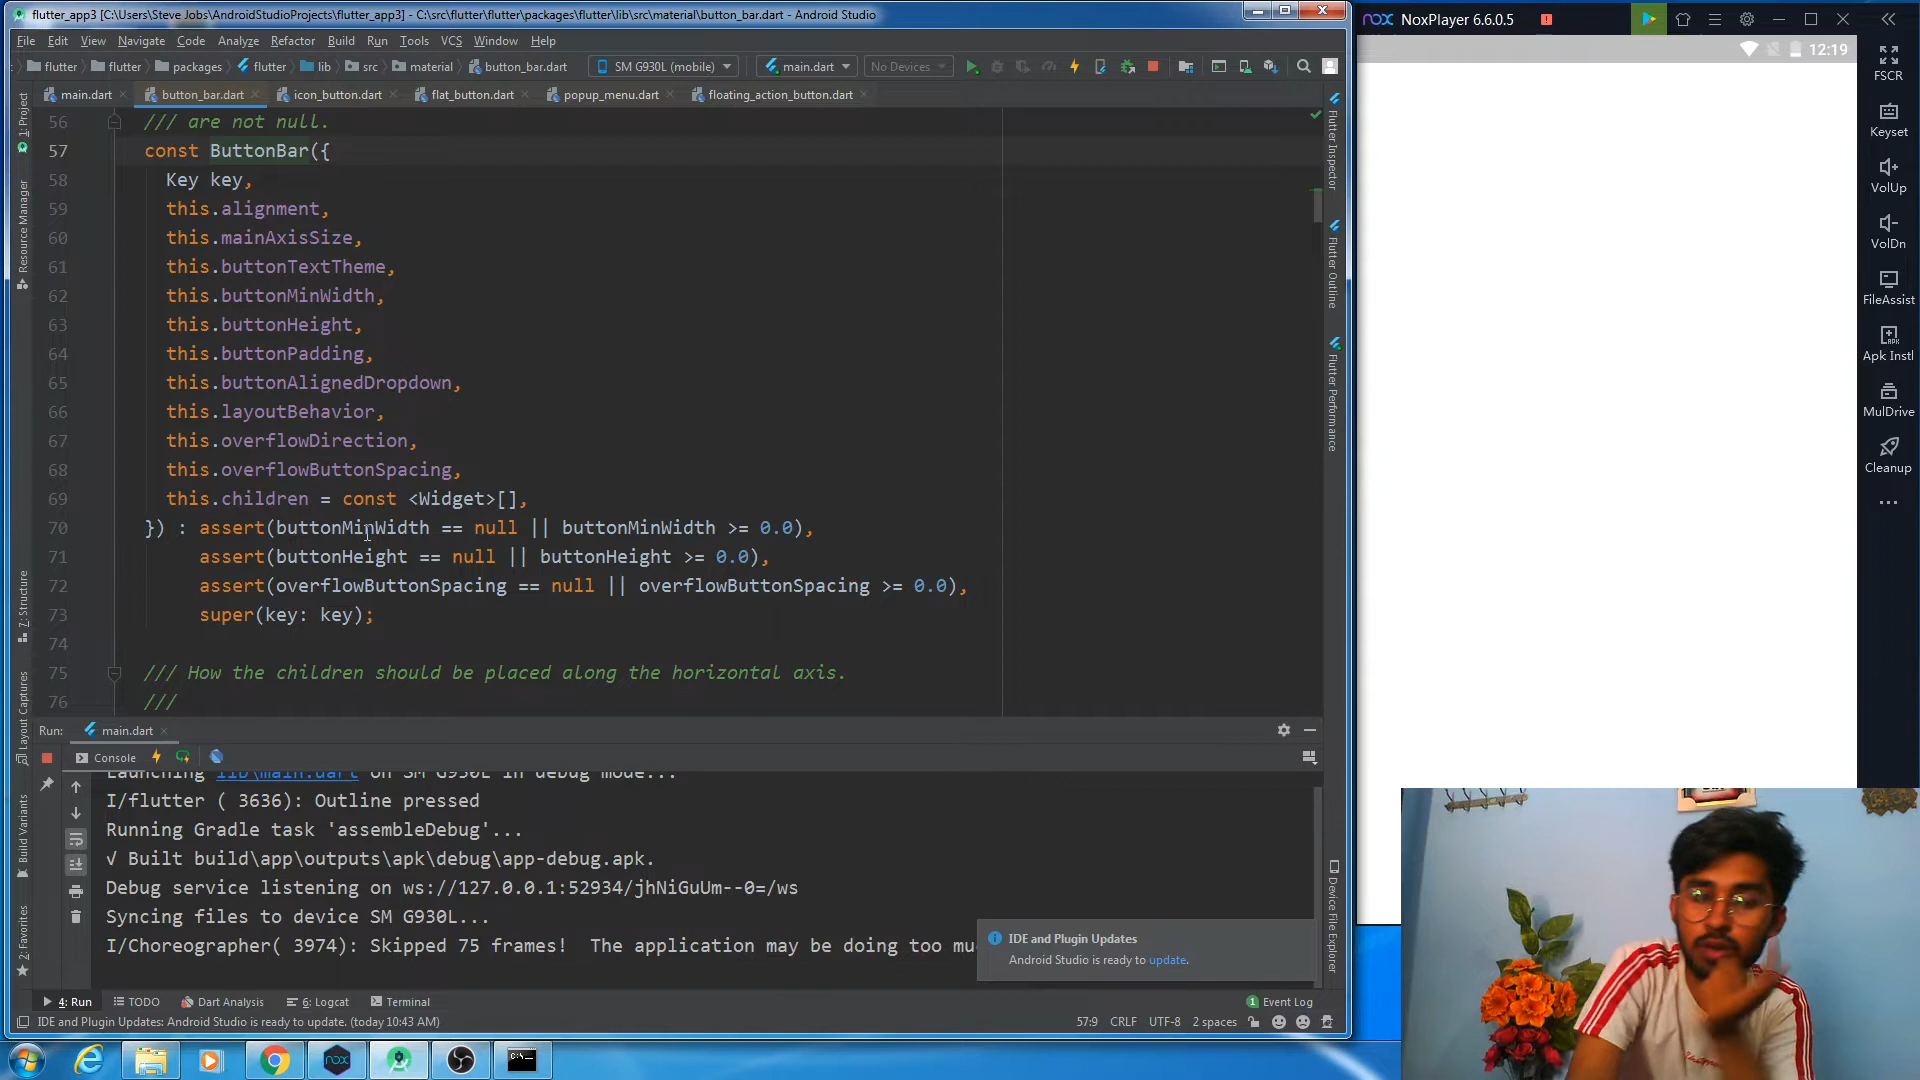 flutter_app3 [C:\Users\Steve Jobs\AndroidStudioProjects\flutter_app3] - C:\src\flutter\flutter\packages\flutter\lib\src\material\button_bar.dart - Android Studio
File Edit View Navigate Code Analyze Refactor Build Run Tools VCS Window Help
flutter flutter packages flutter lib src material button_bar.dart SM G930L (mobile) main.dart No Devices
main.dart button_bar.dart icon_button.dart flat_button.dart popup_menu.dart floating_action_button.dart
56 /// are not null.
57 const ButtonBar({
58 Key key,
59 this.alignment,
60 this.mainAxisSize,
61 this.buttonTextTheme,
62 this.buttonMinWidth,
63 this.buttonHeight,
64 this.buttonPadding,
65 this.buttonAlignedDropdown,
66 this.layoutBehavior,
67 this.overflowDirection,
68 this.overflowButtonSpacing,
69 this.children = const <Widget>[],
70 }) : assert(buttonMinWidth == null || buttonMinWidth >= 0.0),
71 assert(buttonHeight == null || buttonHeight >= 0.0),
72 assert(overflowButtonSpacing == null || overflowButtonSpacing >= 0.0),
73 super(key: key);
74
75 /// How the children should be placed along the horizontal axis.
76 ///
1: Project
Resource Manager
7: Structure
Layout Captures
Build Variants
2: Favorites
Flutter Inspector
Flutter Outline
Flutter Performance
Device File Explorer
Run: main.dart
Console
Launching lib\main.dart on SM G930L in debug mode...
I/flutter ( 3636): Outline pressed
Running Gradle task 'assembleDebug'...
√ Built build\app\outputs\apk\debug\app-debug.apk.
Debug service listening on ws://127.0.0.1:52934/jhNiGuUm--0=/ws
Syncing files to device SM G930L...
I/Choreographer( 3974): Skipped 75 frames!  The application may be doing too mu
IDE and Plugin Updates
Android Studio is ready to update.
4: Run TODO Dart Analysis 6: Logcat Terminal 1 Event Log
IDE and Plugin Updates: Android Studio is ready to update. (today 10:43 AM) 57:9 CRLF UTF-8 2 spaces
nox NoxPlayer 6.6.0.5
12:19
FSCR
Keyset
VolUp
VolDn
FileAssist
Apk Instl
MulDrive
Cleanup
nox